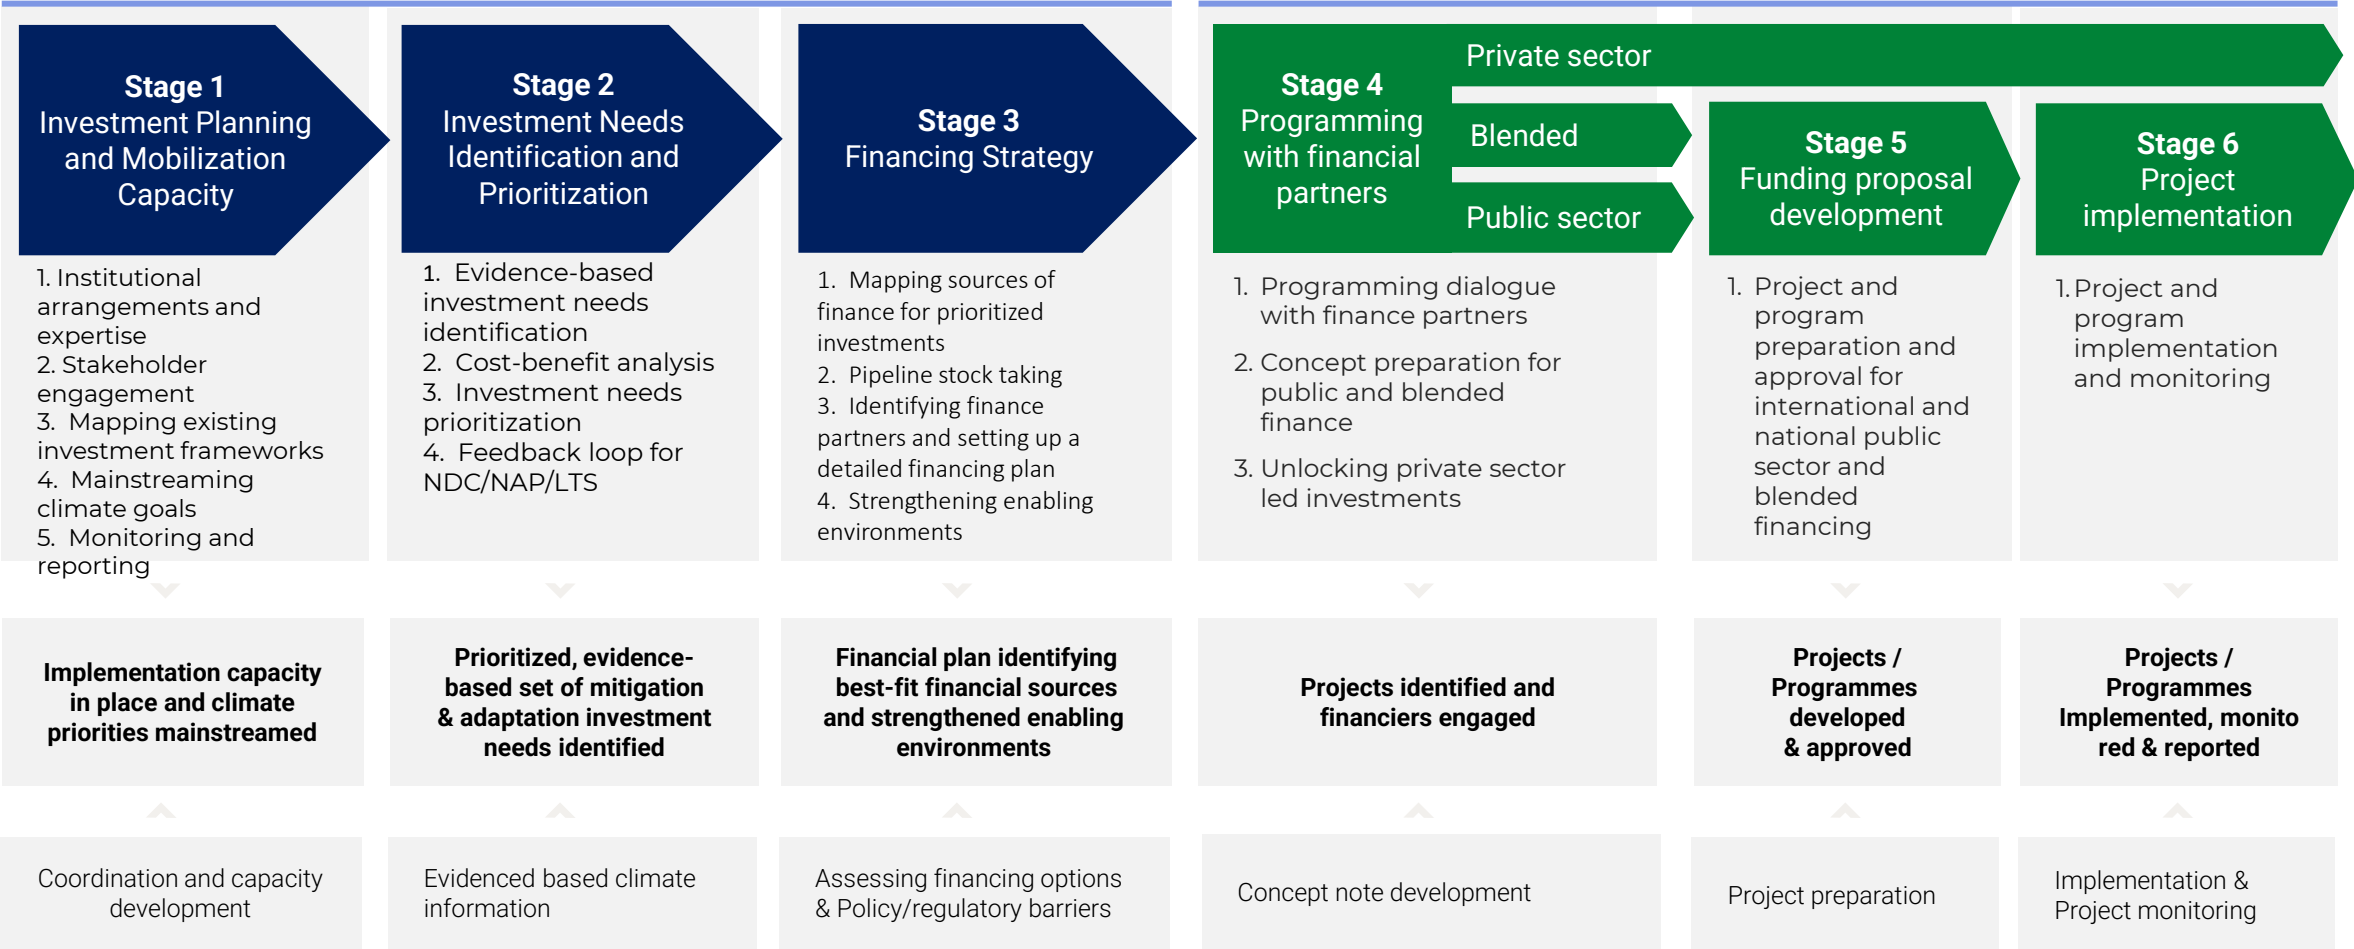 Stage 1
Investment Planning
and Mobilization
Capacity
Stage 2
Investment Needs
Identification and
Prioritization
Stage 3
Financing Strategy
Stage 4
Programming
with financial
partners
Private sector
Blended
Public sector
Stage 5
Funding proposal
development
Stage 6
Project
implementation
1. Institutional
arrangements and
expertise
2. Stakeholder
engagement
3. Mapping existing
investment frameworks
4. Mainstreaming
climate goals
5. Monitoring and
reporting
1. Evidence-based
investment needs
identification
2. Cost-benefit analysis
3. Investment needs
prioritization
4. Feedback loop for
NDC/NAP/LTS
1. Mapping sources of
finance for prioritized
investments
2. Pipeline stock taking
3. Identifying finance
partners and setting up a
detailed financing plan
4. Strengthening enabling
environments
1. Programming dialogue
with finance partners
2. Concept preparation for
public and blended
finance
3. Unlocking private sector
led investments
1. Project and
program
preparation and
approval for
international and
national public
sector and
blended
financing
1. Project and
program
implementation
and monitoring
Implementation capacity
in place and climate
priorities mainstreamed
Prioritized, evidence-
based set of mitigation
& adaptation investment
needs identified
Financial plan identifying
best-fit financial sources
and strengthened enabling
environments
Projects identified and
financiers engaged
Projects /
Programmes
developed
& approved
Projects /
Programmes
Implemented, monito
red & reported
Coordination and capacity
development
Evidenced based climate
information
Assessing financing options
& Policy/regulatory barriers
Concept note development
Project preparation
Implementation &
Project monitoring